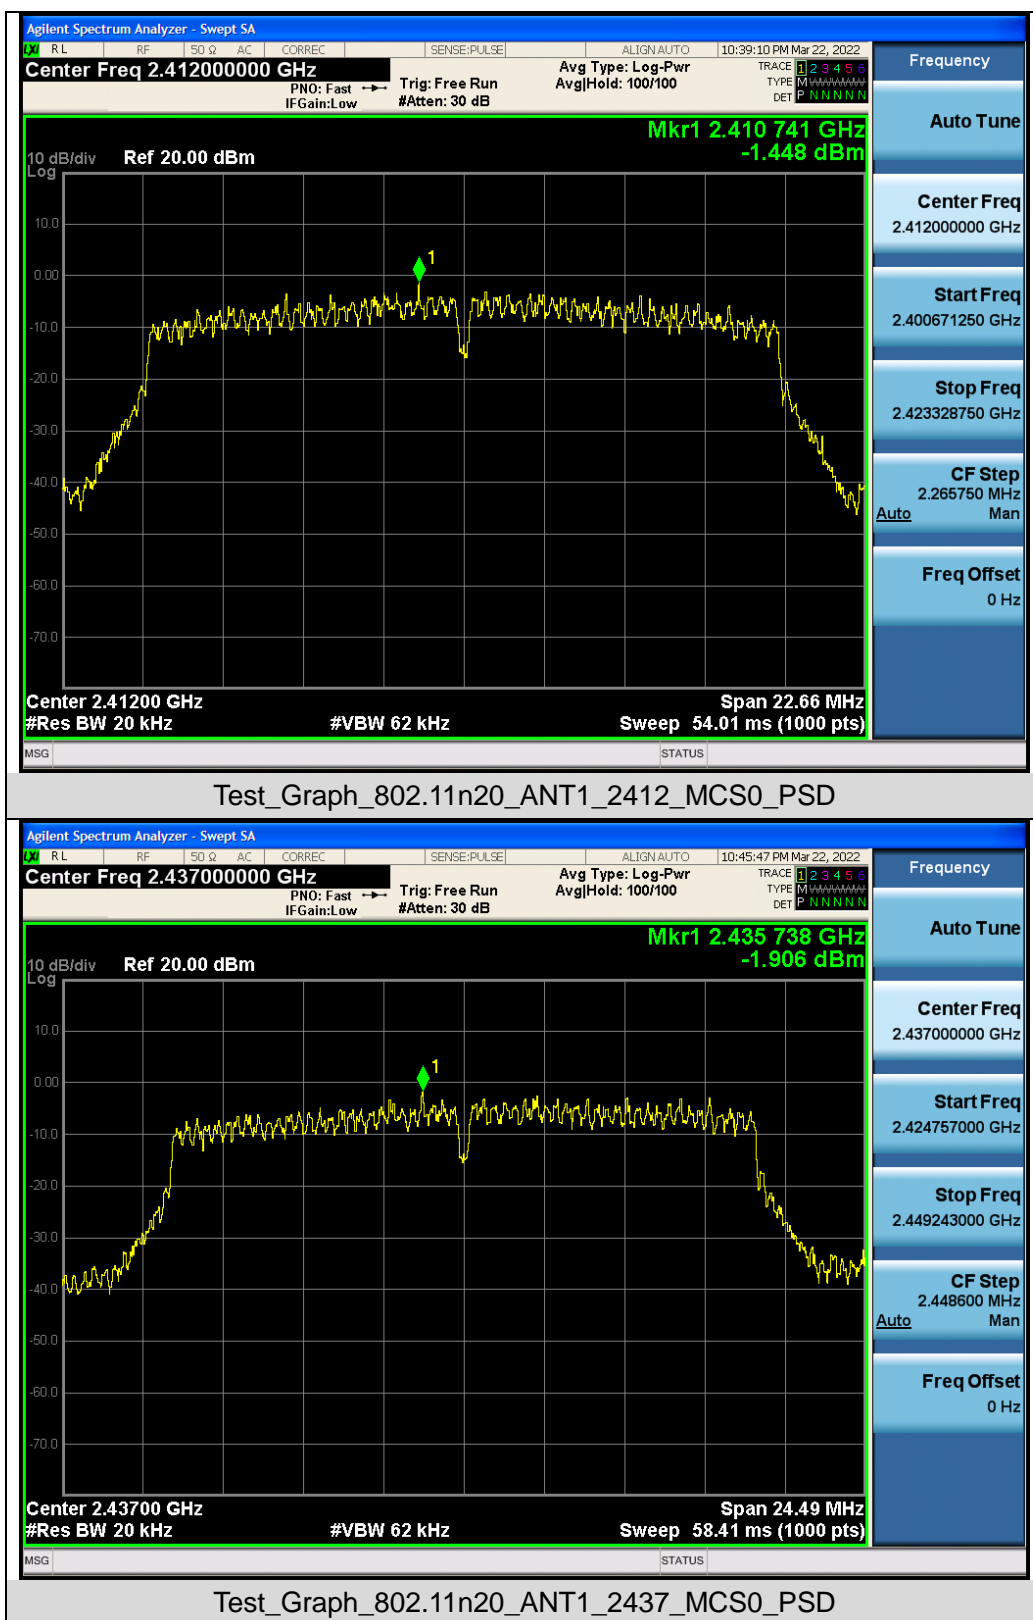 Agilent Spectrum Analyzer - Swept SA
LXI RL RF 50 Ω AC CORREC SENSE:PULSE ALIGN AUTO 10:39:10 PM Mar 22, 2022
Center Freq 2.412000000 GHz
PNO: Fast
IFGain:Low
Trig: Free Run
#Atten: 30 dB
Avg Type: Log-Pwr
Avg|Hold: 100/100
TRACE 1 2 3 4 5 6
TYPE M W W W W W
DET P N N N N N
Mkr1 2.410 741 GHz
-1.448 dBm
10 dB/div Ref 20.00 dBm
Log
10.0
0.00
1
-10.0
-20.0
-30.0
-40.0
-50.0
-60.0
-70.0
Center 2.41200 GHz Span 22.66 MHz
#Res BW 20 kHz #VBW 62 kHz Sweep 54.01 ms (1000 pts)
MSG STATUS
Frequency
Auto Tune
Center Freq
2.412000000 GHz
Start Freq
2.400671250 GHz
Stop Freq
2.423328750 GHz
CF Step
2.265750 MHz
Auto Man
Freq Offset
0 Hz
Test_Graph_802.11n20_ANT1_2412_MCS0_PSD
Agilent Spectrum Analyzer - Swept SA
LXI RL RF 50 Ω AC CORREC SENSE:PULSE ALIGN AUTO 10:45:47 PM Mar 22, 2022
Center Freq 2.437000000 GHz
PNO: Fast
IFGain:Low
Trig: Free Run
#Atten: 30 dB
Avg Type: Log-Pwr
Avg|Hold: 100/100
TRACE 1 2 3 4 5 6
TYPE M W W W W W
DET P N N N N N
Mkr1 2.435 738 GHz
-1.906 dBm
10 dB/div Ref 20.00 dBm
Log
10.0
0.00
1
-10.0
-20.0
-30.0
-40.0
-50.0
-60.0
-70.0
Center 2.43700 GHz Span 24.49 MHz
#Res BW 20 kHz #VBW 62 kHz Sweep 58.41 ms (1000 pts)
MSG STATUS
Frequency
Auto Tune
Center Freq
2.437000000 GHz
Start Freq
2.424757000 GHz
Stop Freq
2.449243000 GHz
CF Step
2.448600 MHz
Auto Man
Freq Offset
0 Hz
Test_Graph_802.11n20_ANT1_2437_MCS0_PSD